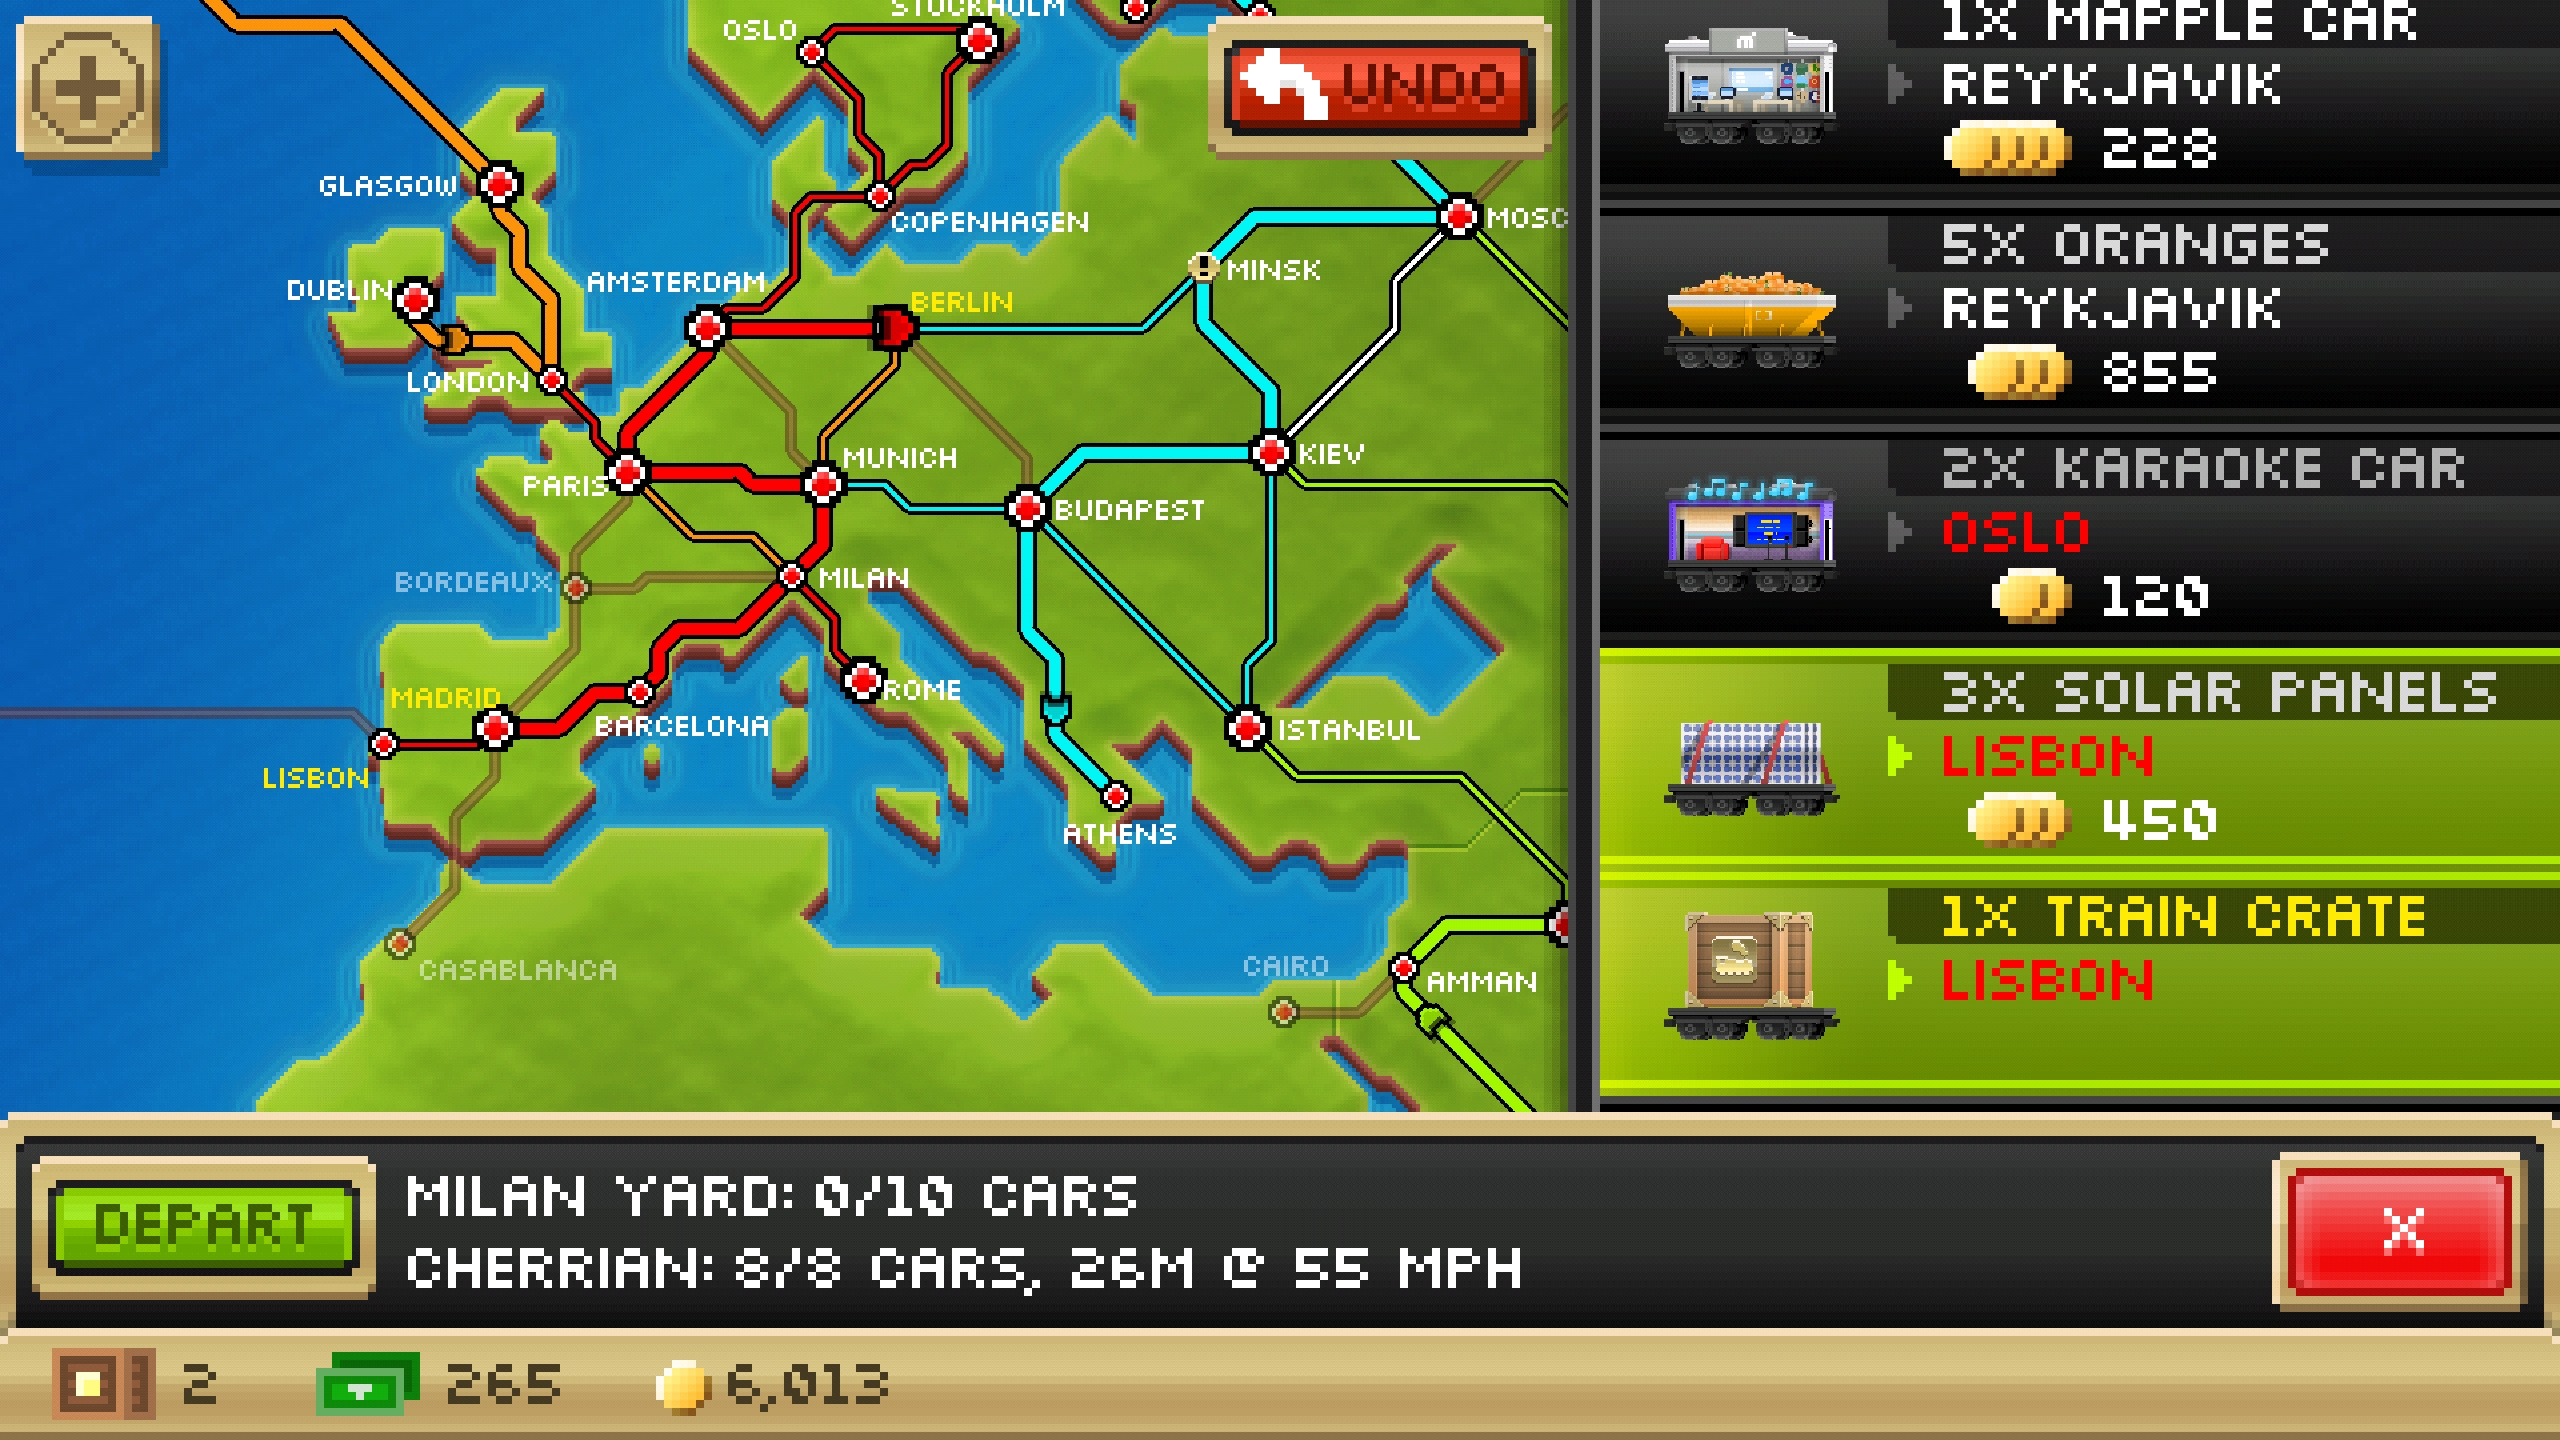 STOCKHOLM
OSLO
UNDO
GLASGOW
COPENHAGEN
MOSC
MINSK
AMSTERDAM
DUBLIN
BERLIN
LONDON
MUNICH
KIEV
PARIS
BUDAPEST
BORDEAUX
MILAN
MADRID
ROME
BARCELONA
ISTANBUL
LISBON
ATHENS
CASABLANCA
CAIRO
AMMAN
1X MAPPLE CAR
REYKJAVIK
228
5X ORANGES
REYKJAVIK
855
2X KARAOKE CAR
OSLO
120
3X SOLAR PANELS
LISBON
450
1X TRAIN CRATE
LISBON
DEPART
MILAN YARD: 0/10 CARS
CHERRIAN: 8/8 CARS, 26M @ 55 MPH
X
2
265
6,013